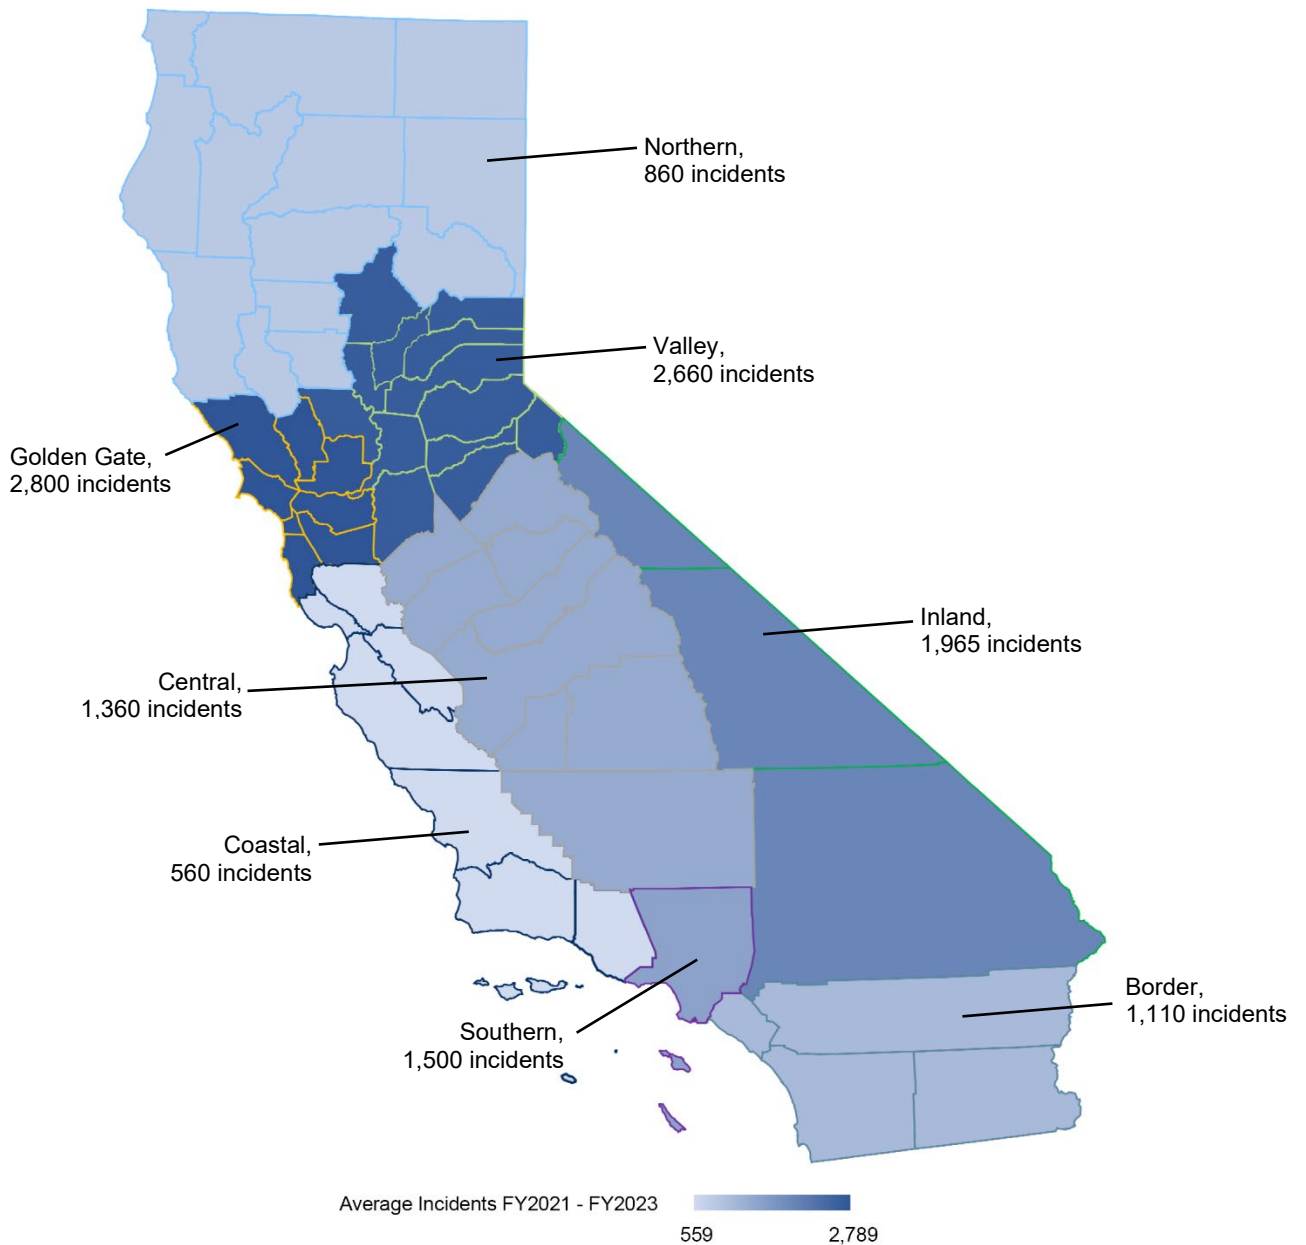 Northern,
860 incidents
Valley,
2,660 incidents
Golden Gate,
2,800 incidents
Inland,
1,965 incidents
Central,
1,360 incidents
Coastal,
560 incidents
Border,
1,110 incidents
Southern,
1,500 incidents
Average Incidents FY2021 - FY2023
559 2,789